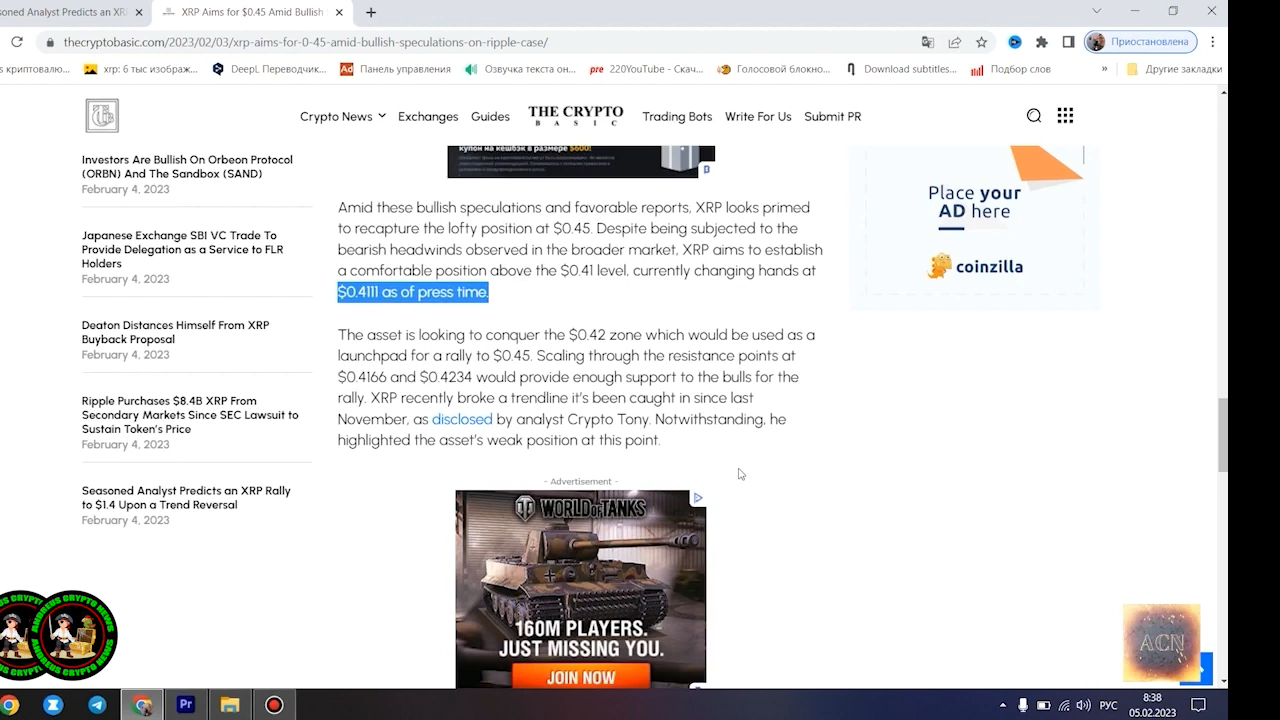 soned Analyst Predicts an XRI
XRP Aims for $0.45 Amid Bullish
thecryptobasic.com/2023/02/03/xrp-aims-for-0-45-amid-bullish-speculations-on-ripple-case/
Приостановлена
s криптовалю...
xrp: 6 тыс изображ...
DeepL Переводчик...
Панель управления
Озвучка текста он...
220YouTube - Скач...
Голосовой блокно...
Download subtitles...
Подбор слов
»
Другие закладки
Crypto News
Exchanges
Guides
THE CRYPTO
BASIC
Trading Bots
Write For Us
Submit PR
Investors Are Bullish On Orbeon Protocol
(ORBN) And The Sandbox (SAND)
February 4, 2023
Japanese Exchange SBI VC Trade To
Provide Delegation as a Service to FLR
Holders
February 4, 2023
Deaton Distances Himself From XRP
Buyback Proposal
February 4, 2023
Ripple Purchases $8.4B XRP From
Secondary Markets Since SEC Lawsuit to
Sustain Token's Price
February 4, 2023
Seasoned Analyst Predicts an XRP Rally
to $1.4 Upon a Trend Reversal
February 4, 2023
купон на кешбэк в размере $600!
Amid these bullish speculations and favorable reports, XRP looks primed
to recapture the lofty position at $0.45. Despite being subjected to the
bearish headwinds observed in the broader market, XRP aims to establish
a comfortable position above the $0.41 level, currently changing hands at
$0.4111 as of press time.
The asset is looking to conquer the $0.42 zone which would be used as a
launchpad for a rally to $0.45. Scaling through the resistance points at
$0.4166 and $0.4234 would provide enough support to the bulls for the
rally. XRP recently broke a trendline it's been caught in since last
November, as disclosed by analyst Crypto Tony. Notwithstanding, he
highlighted the asset's weak position at this point.
- Advertisement -
WORLD OF TANKS
160M PLAYERS.
JUST MISSING YOU.
JOIN NOW
Place your
AD here
coinzilla
ANDREUS CRYPTO NEWS
ANDREUS CRYPTO NEWS
ACN
РУС
8:38
05.02.2023